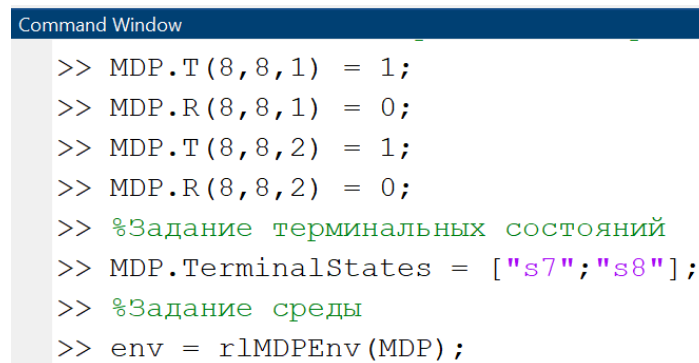 Command Window
>> MDP.T(8,8,1) = 1;
>> MDP.R(8,8,1) = 0;
>> MDP.T(8,8,2) = 1;
>> MDP.R(8,8,2) = 0;
>> %Задание терминальных состояний
>> MDP.TerminalStates = ["s7";"s8"];
>> %Задание среды
>> env = rlMDPEnv(MDP);